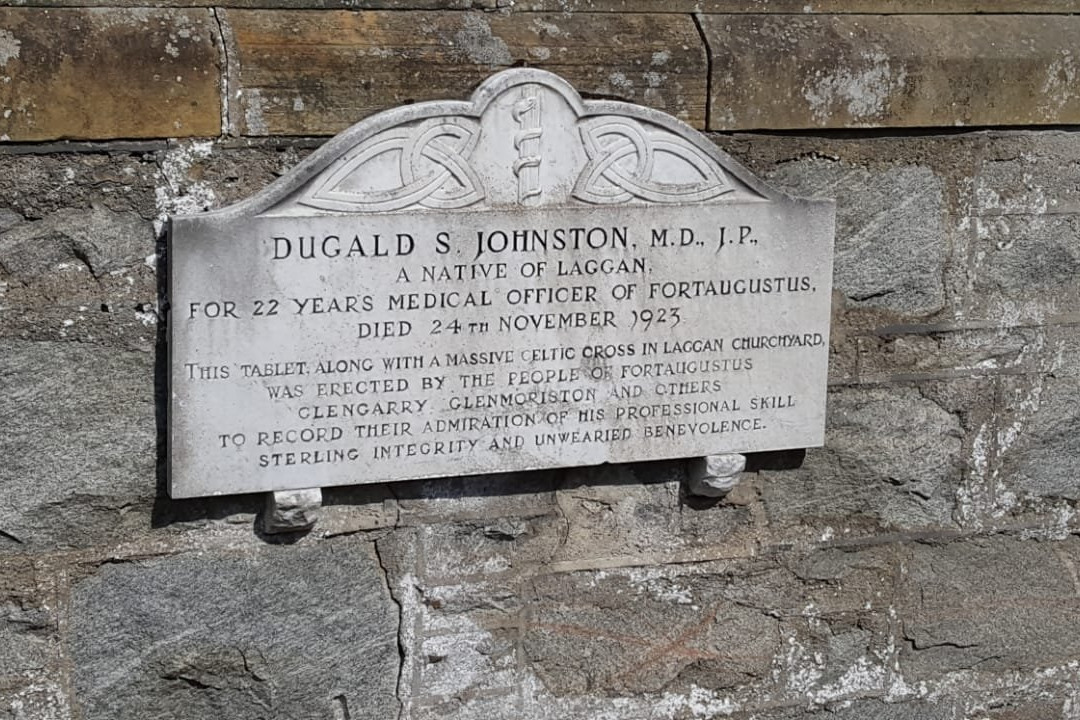 DUGALD S. JOHNSTON, M.D., J.P.,
A NATIVE OF LAGGAN,
FOR 22 YEARS MEDICAL OFFICER OF FORTAUGUSTUS,
DIED 24TH NOVEMBER 1923
THIS TABLET, ALONG WITH A MASSIVE CELTIC CROSS IN LAGGAN CHURCHYARD,
WAS ERECTED BY THE PEOPLE OF FORTAUGUSTUS
GLENGARRY GLENMORISTON AND OTHERS
TO RECORD THEIR ADMIRATION OF HIS PROFESSIONAL SKILL
STERLING INTEGRITY AND UNWEARIED BENEVOLENCE.